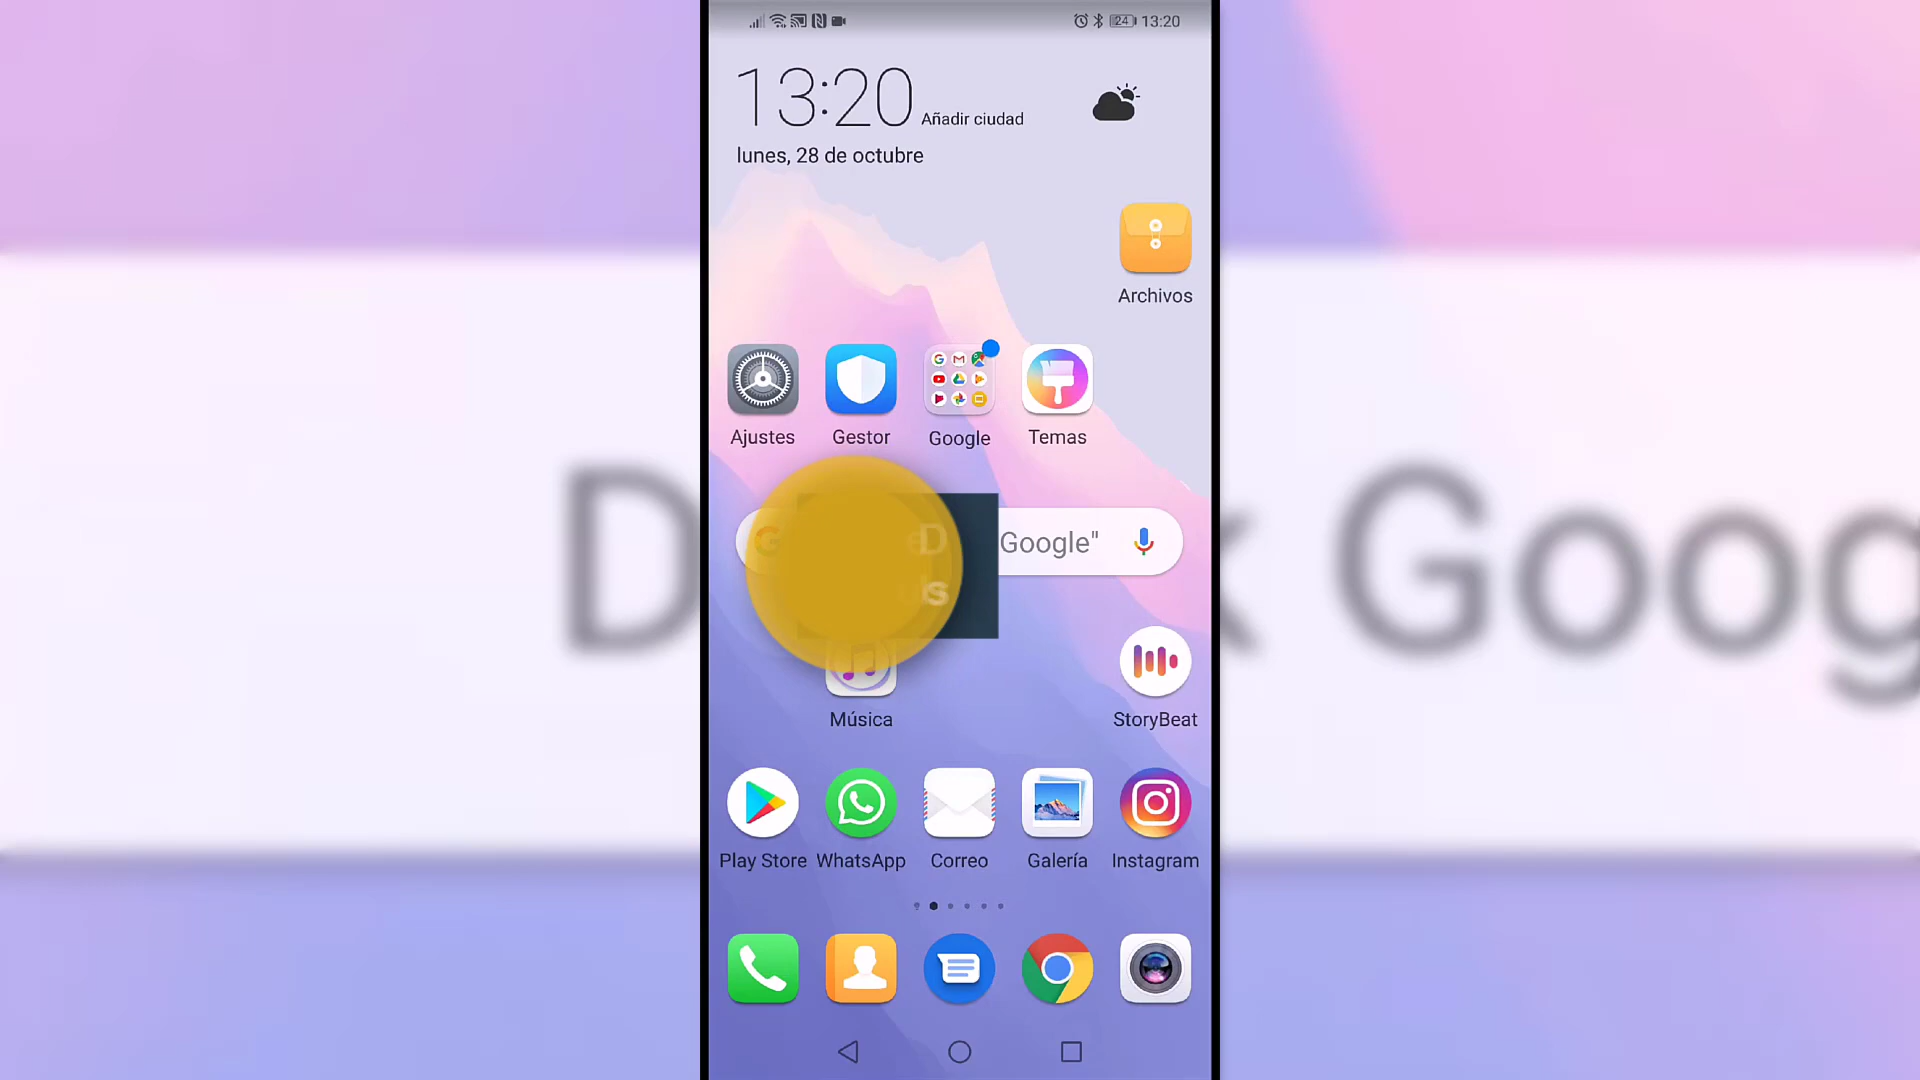 24 13:20
13:20 Añadir ciudad
lunes, 28 de octubre
Archivos
Ajustes Gestor Google Temas
Google"
Música StoryBeat
Play Store WhatsApp Correo Galería Instagram